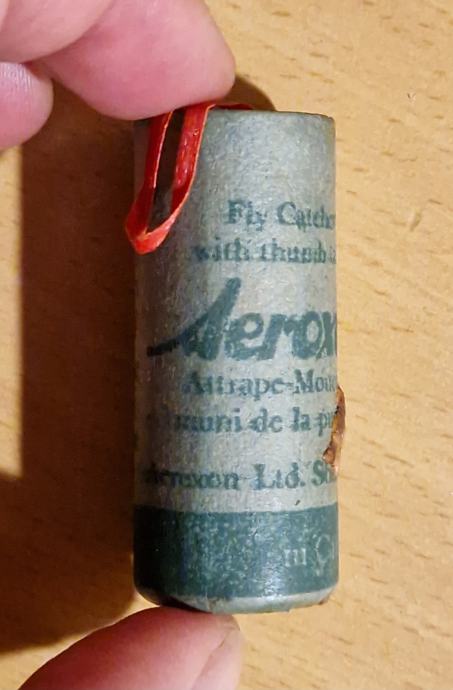 Fly Catche
with thumb
Aerox
Attrape-Mou
muni de la p
Aeroxon Ltd. S
m C